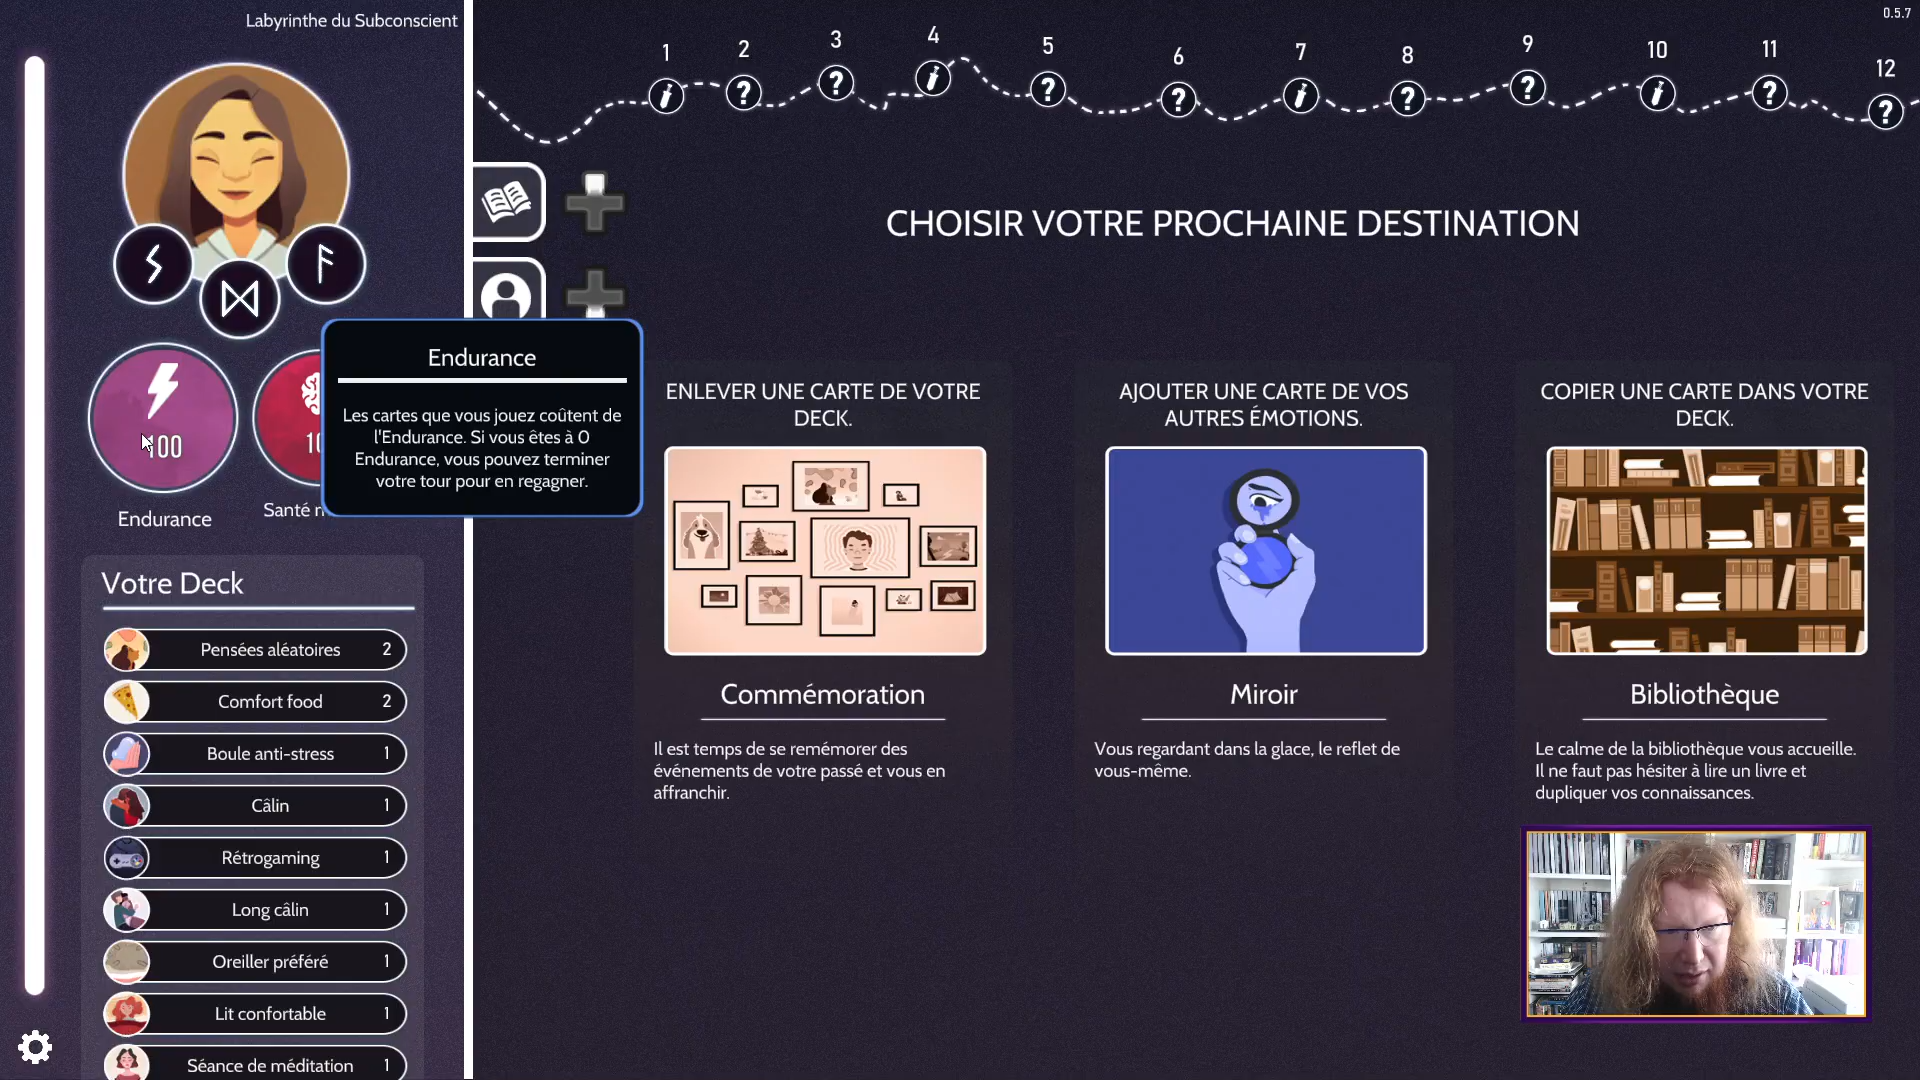 Labyrinthe du Subconscient
0.5.7
1
2
3
4
5
6
7
8
9
10
11
12
CHOISIR VOTRE PROCHAINE DESTINATION
100
Endurance
Endurance
Les cartes que vous jouez coûtent de
l'Endurance. Si vous êtes à 0
Endurance, vous pouvez terminer
votre tour pour en regagner.
Santé
Votre Deck
Pensées aléatoires 2
Comfort food 2
Boule anti-stress 1
Câlin 1
Rétrogaming 1
Long câlin 1
Oreiller préféré 1
Lit confortable 1
Séance de méditation 1
ENLEVER UNE CARTE DE VOTRE
DECK.
Commémoration
Il est temps de se remémorer des
événements de votre passé et vous en
affranchir.
AJOUTER UNE CARTE DE VOS
AUTRES ÉMOTIONS.
Miroir
Vous regardant dans la glace, le reflet de
vous-même.
COPIER UNE CARTE DANS VOTRE
DECK.
Bibliothèque
Le calme de la bibliothèque vous accueille.
Il ne faut pas hésiter à lire un livre et
dupliquer vos connaissances.